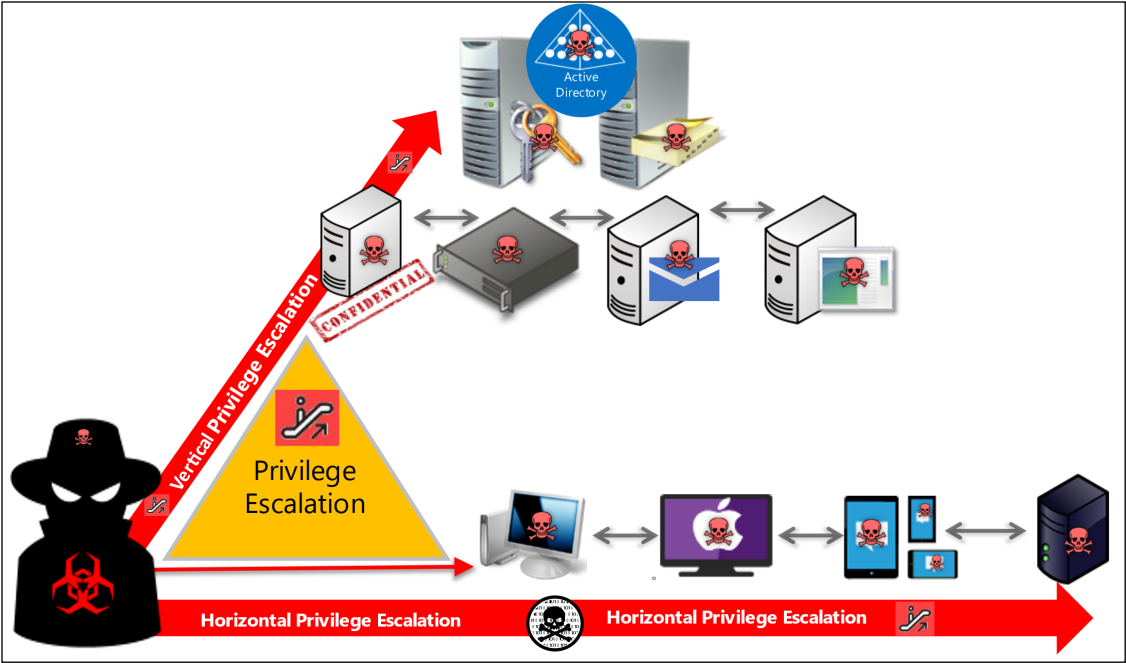 Active
Directory
CONFIDENTIAL
Vertical Privilege Escalation
Privilege
Escalation
Horizontal Privilege Escalation
Horizontal Privilege Escalation